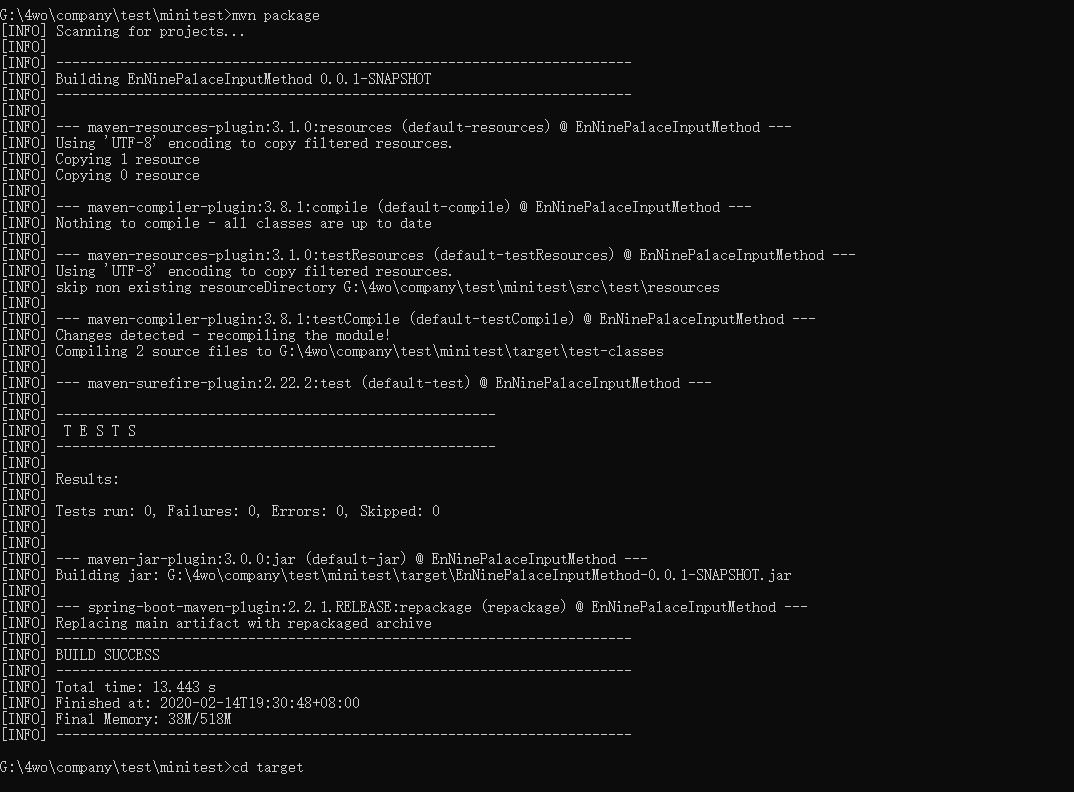 G:\4wo\company\test\minitest>mvn package
[INFO] Scanning for projects...
[INFO]
[INFO] ------------------------------------------------------------------------
[INFO] Building EnNinePalaceInputMethod 0.0.1-SNAPSHOT
[INFO] ------------------------------------------------------------------------
[INFO]
[INFO] --- maven-resources-plugin:3.1.0:resources (default-resources) @ EnNinePalaceInputMethod ---
[INFO] Using 'UTF-8' encoding to copy filtered resources.
[INFO] Copying 1 resource
[INFO] Copying 0 resource
[INFO]
[INFO] --- maven-compiler-plugin:3.8.1:compile (default-compile) @ EnNinePalaceInputMethod ---
[INFO] Nothing to compile - all classes are up to date
[INFO]
[INFO] --- maven-resources-plugin:3.1.0:testResources (default-testResources) @ EnNinePalaceInputMethod ---
[INFO] Using 'UTF-8' encoding to copy filtered resources.
[INFO] skip non existing resourceDirectory G:\4wo\company\test\minitest\src\test\resources
[INFO]
[INFO] --- maven-compiler-plugin:3.8.1:testCompile (default-testCompile) @ EnNinePalaceInputMethod ---
[INFO] Changes detected - recompiling the module!
[INFO] Compiling 2 source files to G:\4wo\company\test\minitest\target\test-classes
[INFO]
[INFO] --- maven-surefire-plugin:2.22.2:test (default-test) @ EnNinePalaceInputMethod ---
[INFO]
[INFO] -------------------------------------------------------
[INFO]  T E S T S
[INFO] -------------------------------------------------------
[INFO]
[INFO] Results:
[INFO]
[INFO] Tests run: 0, Failures: 0, Errors: 0, Skipped: 0
[INFO]
[INFO]
[INFO] --- maven-jar-plugin:3.0.0:jar (default-jar) @ EnNinePalaceInputMethod ---
[INFO] Building jar: G:\4wo\company\test\minitest\target\EnNinePalaceInputMethod-0.0.1-SNAPSHOT.jar
[INFO]
[INFO] --- spring-boot-maven-plugin:2.2.1.RELEASE:repackage (repackage) @ EnNinePalaceInputMethod ---
[INFO] Replacing main artifact with repackaged archive
[INFO] ------------------------------------------------------------------------
[INFO] BUILD SUCCESS
[INFO] ------------------------------------------------------------------------
[INFO] Total time: 13.443 s
[INFO] Finished at: 2020-02-14T19:30:48+08:00
[INFO] Final Memory: 38M/518M
[INFO] ------------------------------------------------------------------------
G:\4wo\company\test\minitest>cd target